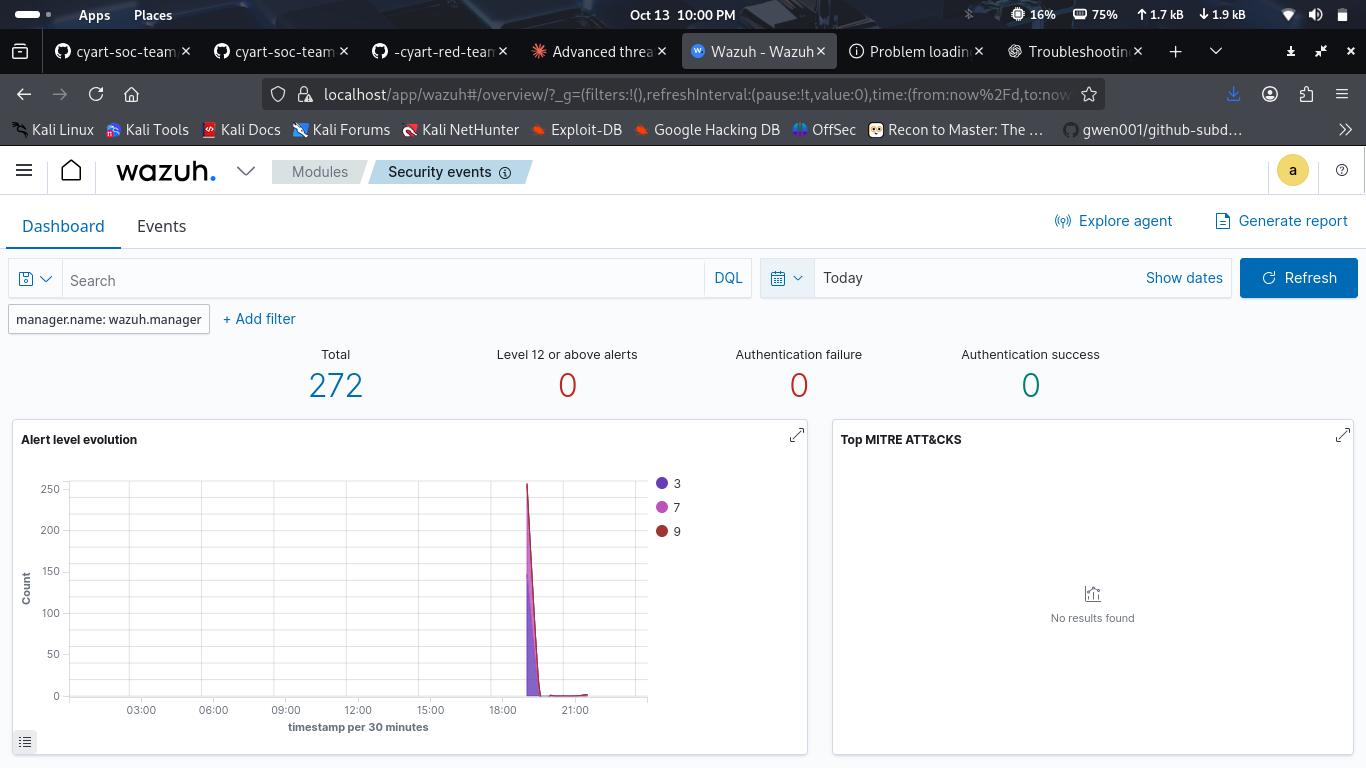 Apps Places Oct 13 10:00 PM 16% 75% 1.7 kB 1.9 kB
cyart-soc-team/ cyart-soc-team -cyart-red-team Advanced threa Wazuh - Wazuh Problem loadin Troubleshootin
localhost/app/wazuh#/overview/?_g=(filters:!(),refreshInterval:(pause:!t,value:0),time:(from:now%2Fd,to:now
Kali Linux Kali Tools Kali Docs Kali Forums Kali NetHunter Exploit-DB Google Hacking DB OffSec Recon to Master: The … gwen001/github-subd…
wazuh. Modules Security events a
Dashboard Events Explore agent Generate report
Search DQL Today Show dates Refresh
manager.name: wazuh.manager + Add filter
Total Level 12 or above alerts Authentication failure Authentication success
272 0 0 0
Alert level evolution
250
200
150
100
50
0
Count
03:00 06:00 09:00 12:00 15:00 18:00 21:00
timestamp per 30 minutes
3
7
9
Top MITRE ATT&CKS
No results found